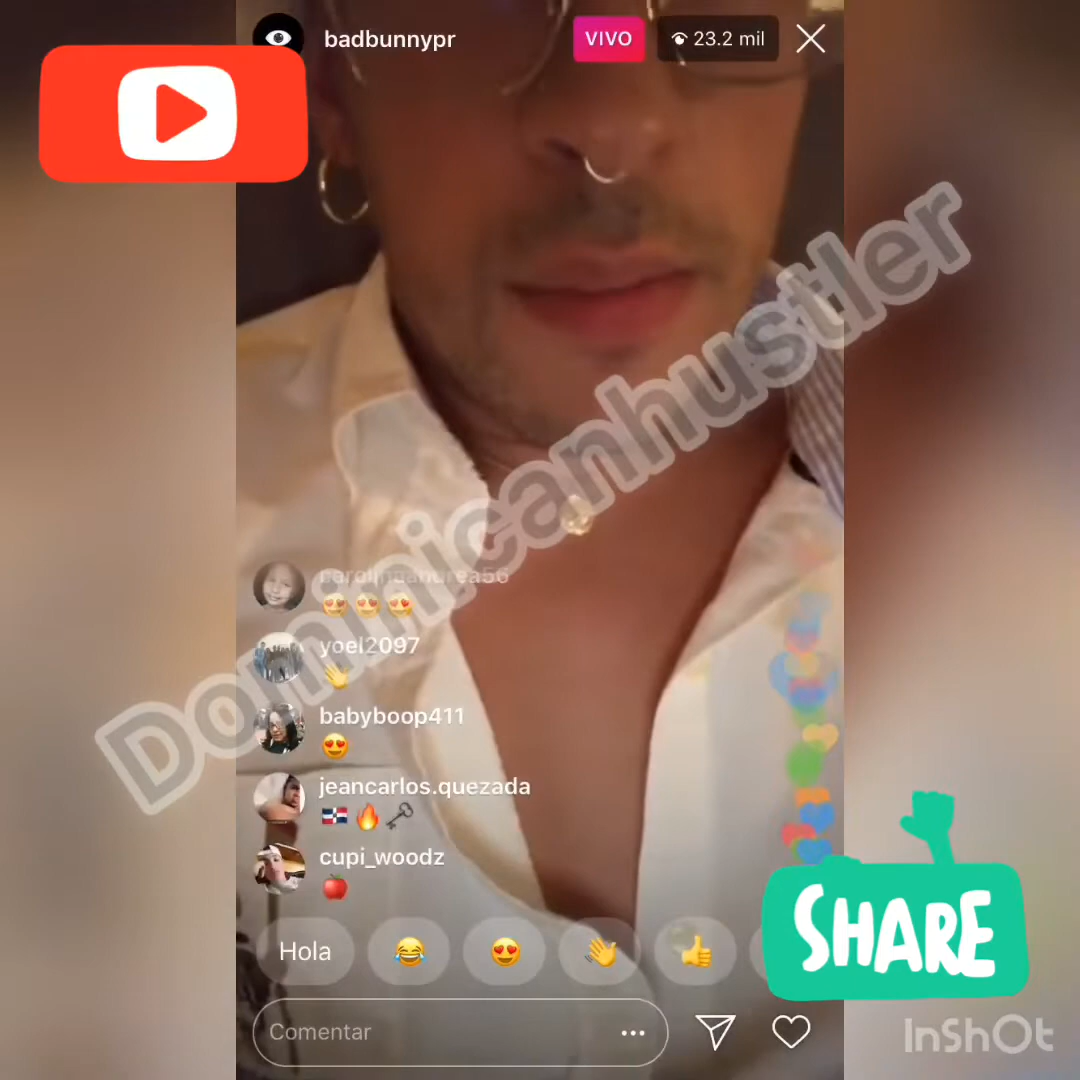 badbunnypr
VIVO
23.2 mil
Dominicanhustler
yoel2097
babyboop411
jeancarlos.quezada
cupi_woodz
Hola
SHARE
Comentar
InShOt